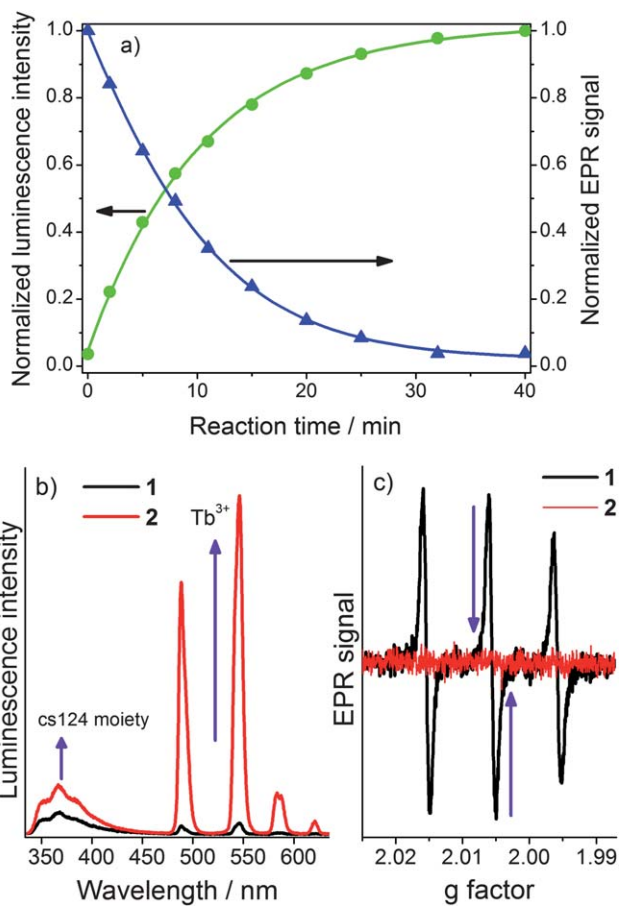 a)
Normalized luminescence intensity
1.0
0.8
0.6
0.4
0.2
0.0
1.0
0.8
0.6
0.4
0.2
0.0
Normalized EPR signal
0 10 20 30 40
Reaction time / min
b)
1
2
Tb3+
cs124 moiety
Luminescence intensity
350 400 450 500 550 600
Wavelength / nm
c)
1
2
EPR signal
2.02 2.01 2.00 1.99
g factor